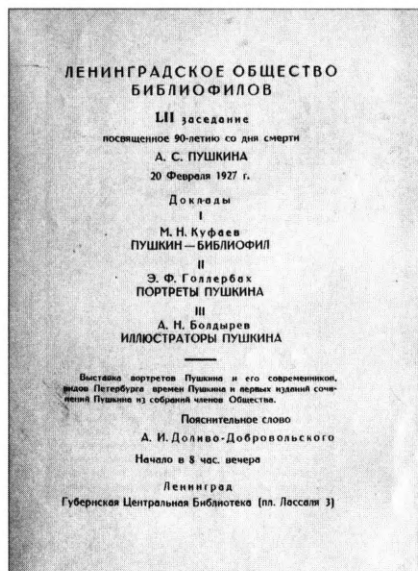 ЛЕНИНГРАДСКОЕ ОБЩЕСТВО
БИБЛИОФИЛОВ
LII заседание
посвященное 90-летию со дня смерти
А. С. ПУШКИНА
20 Февраля 1927 г.
Доклады
I
М. Н. Куфаев
ПУШКИН—БИБЛИОФИЛ
II
Э. Ф. Голлербах
ПОРТРЕТЫ ПУШКИНА
III
А. Н. Болдырев
ИЛЛЮСТРАТОРЫ ПУШКИНА
Выставка портретов Пушкина и его современников,
видов Петербурга времен Пушкина и первых изданий сочи-
нений Пушкина из собраний членов Общества.
Пояснительное слово
А. И. Доливо-Добровольского
Начало в 8 час. вечера
Ленинград
Губернская Центральная Библиотека (пл. Лассаля 3)